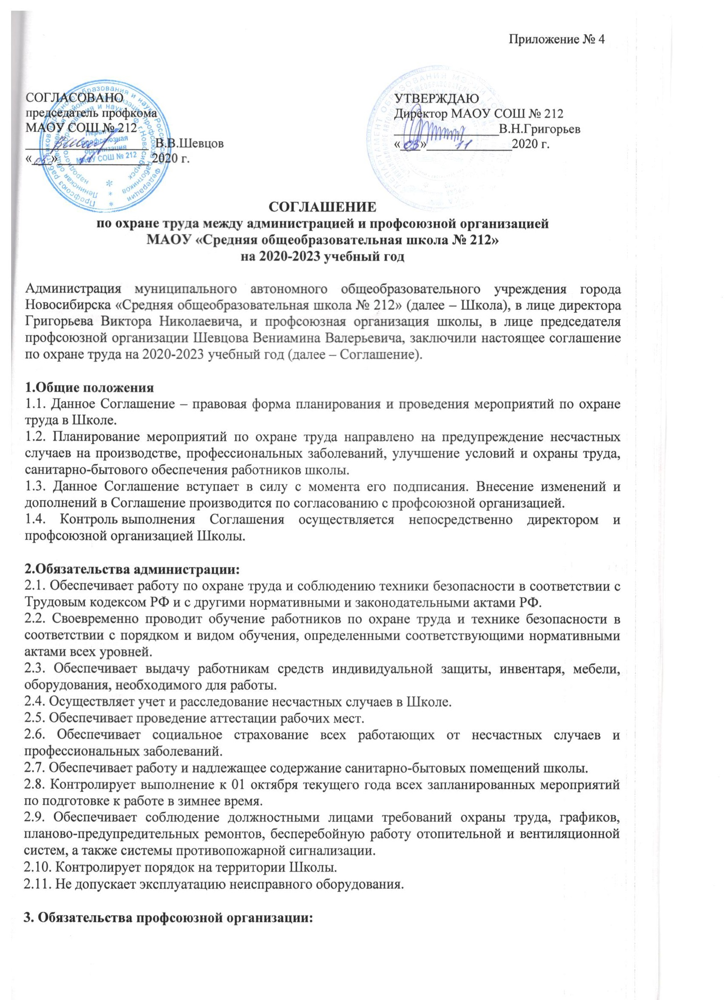 Приложение № 4
СОГЛАСОВАНО
председатель профкома
МАОУ СОШ № 212
В.В.Шевцов
«03» 11 2020 г.
Первичная
профсоюзная
организация
МАОУ СОШ № 212
УТВЕРЖДАЮ
Директор МАОУ СОШ № 212
В.Н.Григорьев
«03» 11 2020 г.
СОГЛАШЕНИЕ
по охране труда между администрацией и профсоюзной организацией
МАОУ «Средняя общеобразовательная школа № 212»
на 2020-2023 учебный год
Администрация муниципального автономного общеобразовательного учреждения города
Новосибирска «Средняя общеобразовательная школа № 212» (далее – Школа), в лице директора
Григорьева Виктора Николаевича, и профсоюзная организация школы, в лице председателя
профсоюзной организации Шевцова Вениамина Валерьевича, заключили настоящее соглашение
по охране труда на 2020-2023 учебный год (далее – Соглашение).
1.Общие положения
1.1. Данное Соглашение – правовая форма планирования и проведения мероприятий по охране
труда в Школе.
1.2. Планирование мероприятий по охране труда направлено на предупреждение несчастных
случаев на производстве, профессиональных заболеваний, улучшение условий и охраны труда,
санитарно-бытового обеспечения работников школы.
1.3. Данное Соглашение вступает в силу с момента его подписания. Внесение изменений и
дополнений в Соглашение производится по согласованию с профсоюзной организацией.
1.4. Контроль выполнения Соглашения осуществляется непосредственно директором и
профсоюзной организацией Школы.
2.Обязательства администрации:
2.1. Обеспечивает работу по охране труда и соблюдению техники безопасности в соответствии с
Трудовым кодексом РФ и с другими нормативными и законодательными актами РФ.
2.2. Своевременно проводит обучение работников по охране труда и технике безопасности в
соответствии с порядком и видом обучения, определенными соответствующими нормативными
актами всех уровней.
2.3. Обеспечивает выдачу работникам средств индивидуальной защиты, инвентаря, мебели,
оборудования, необходимого для работы.
2.4. Осуществляет учет и расследование несчастных случаев в Школе.
2.5. Обеспечивает проведение аттестации рабочих мест.
2.6. Обеспечивает социальное страхование всех работающих от несчастных случаев и
профессиональных заболеваний.
2.7. Обеспечивает работу и надлежащее содержание санитарно-бытовых помещений школы.
2.8. Контролирует выполнение к 01 октября текущего года всех запланированных мероприятий
по подготовке к работе в зимнее время.
2.9. Обеспечивает соблюдение должностными лицами требований охраны труда, графиков,
планово-предупредительных ремонтов, бесперебойную работу отопительной и вентиляционной
систем, а также системы противопожарной сигнализации.
2.10. Контролирует порядок на территории Школы.
2.11. Не допускает эксплуатацию неисправного оборудования.
3. Обязательства профсоюзной организации: